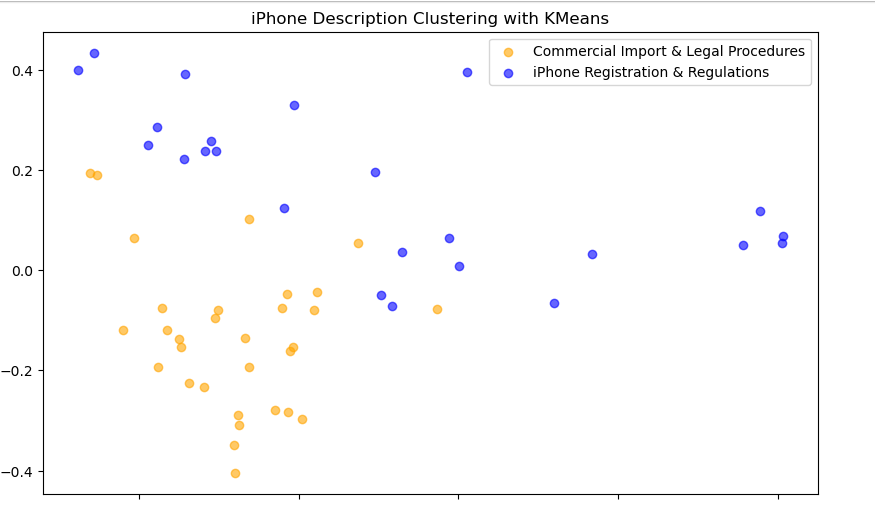 iPhone Description Clustering with KMeans
Commercial Import & Legal Procedures
iPhone Registration & Regulations
0.4
0.2
0.0
−0.2
−0.4